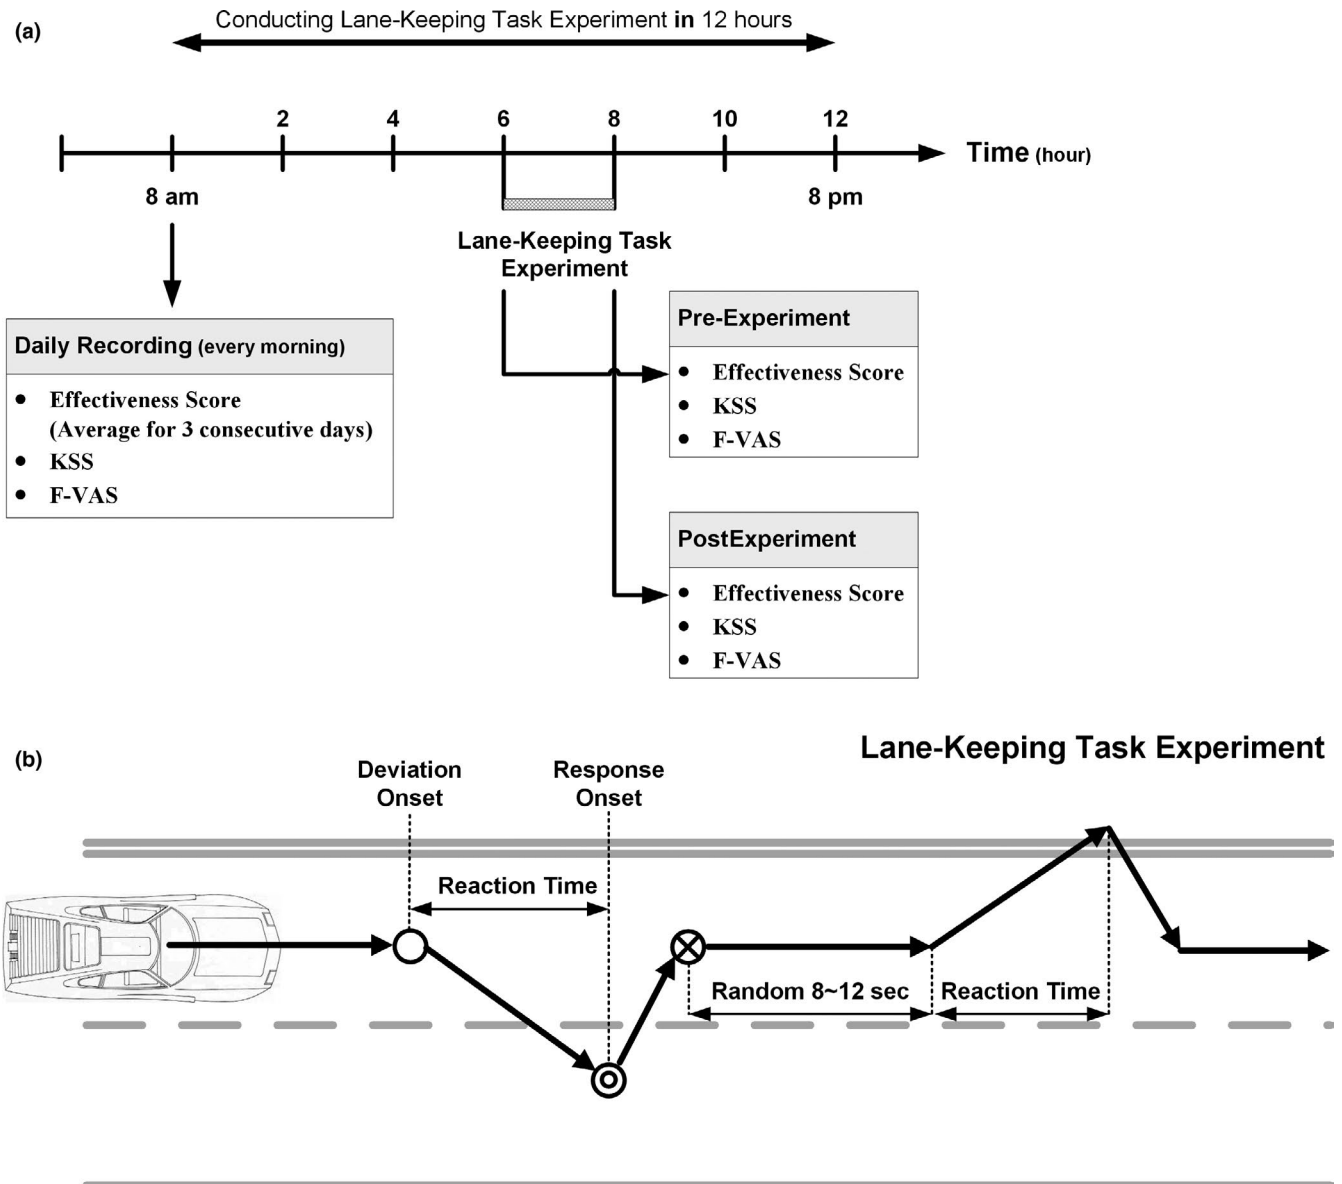 (a)
Conducting Lane-Keeping Task Experiment in 12 hours
2 4 6 8 10 12
Time (hour)
8 am 8 pm
Lane-Keeping Task
Experiment
Daily Recording (every morning)
• Effectiveness Score
(Average for 3 consecutive days)
• KSS
• F-VAS
Pre-Experiment
• Effectiveness Score
• KSS
• F-VAS
PostExperiment
• Effectiveness Score
• KSS
• F-VAS
(b)
Lane-Keeping Task Experiment
Deviation
Onset
Response
Onset
Reaction Time
Random 8~12 sec
Reaction Time